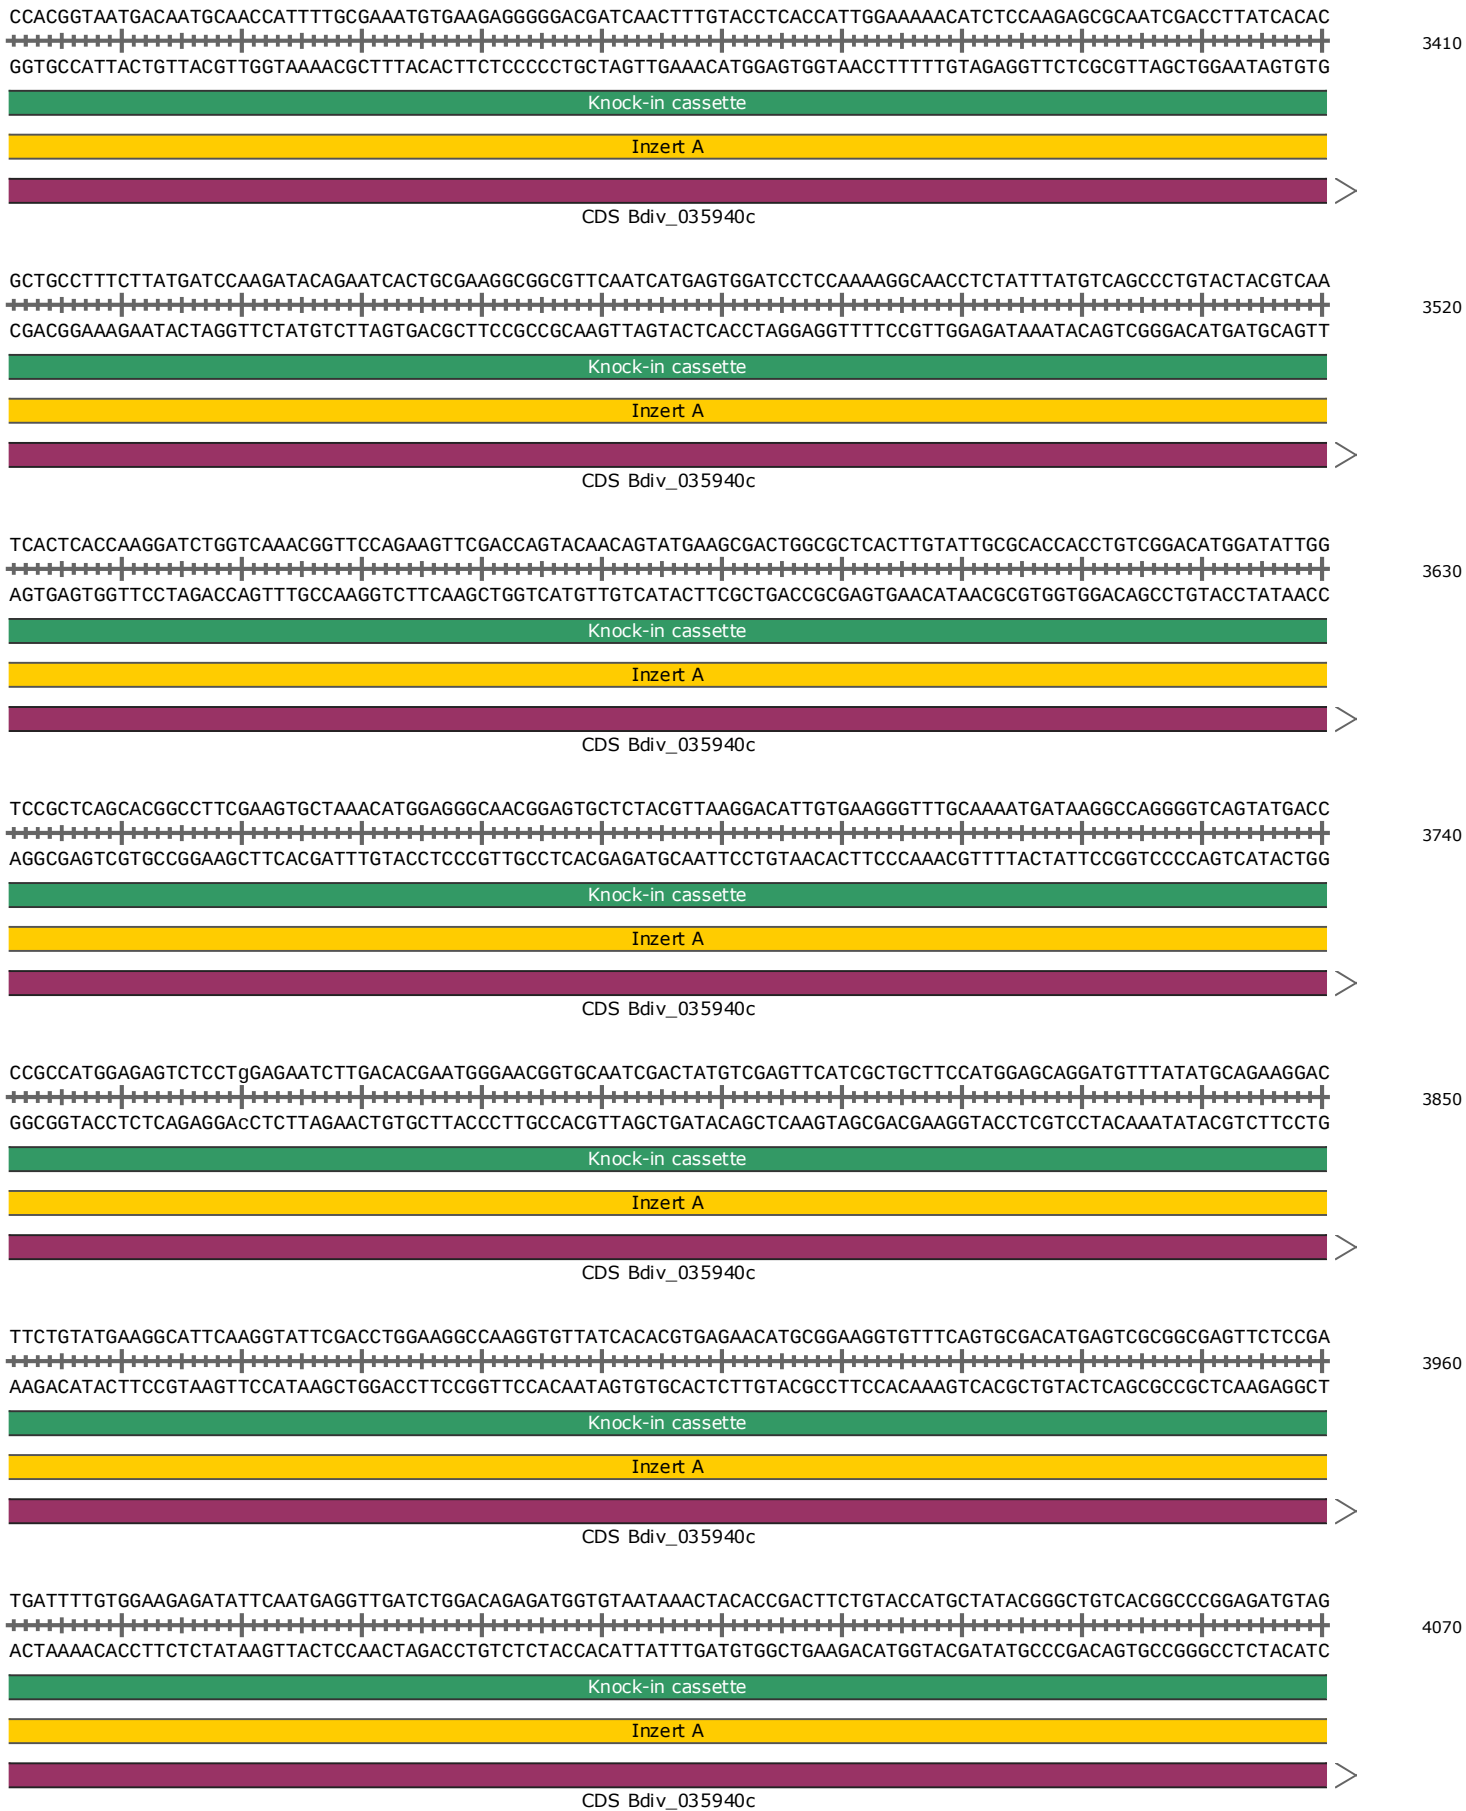 CCACGGTAATGACAATGCAACCATTTTGCGAAATGTGAAGAGGGGGACGATCAACTTTGTACCTCACCATTGGAAAAACATCTCCAAGAGCGCAATCGACCTTATCACAC
3410
GGTGCCATTACTGTTACGTTGGTAAAACGCTTTACACTTCTCCCCCTGCTAGTTGAAACATGGAGTGGTAACCTTTTTGTAGAGGTTCTCGCGTTAGCTGGAATAGTGTG
Knock-in cassette
Inzert A
CDS Bdiv_035940c
GCTGCCTTTCTTATGATCCAAGATACAGAATCACTGCGAAGGCGGCGTTCAATCATGAGTGGATCCTCCAAAAGGCAACCTCTATTTATGTCAGCCCTGTACTACGTCAA
3520
CGACGGAAAGAATACTAGGTTCTATGTCTTAGTGACGCTTCCGCCGCAAGTTAGTACTCACCTAGGAGGTTTTCCGTTGGAGATAAATACAGTCGGGACATGATGCAGTT
Knock-in cassette
Inzert A
CDS Bdiv_035940c
TCACTCACCAAGGATCTGGTCAAACGGTTCCAGAAGTTCGACCAGTACAACAGTATGAAGCGACTGGCGCTCACTTGTATTGCGCACCACCTGTCGGACATGGATATTGG
3630
AGTGAGTGGTTCCTAGACCAGTTTGCCAAGGTCTTCAAGCTGGTCATGTTGTCATACTTCGCTGACCGCGAGTGAACATAACGCGTGGTGGACAGCCTGTACCTATAACC
Knock-in cassette
Inzert A
CDS Bdiv_035940c
TCCGCTCAGCACGGCCTTCGAAGTGCTAAACATGGAGGGCAACGGAGTGCTCTACGTTAAGGACATTGTGAAGGGTTTGCAAAATGATAAGGCCAGGGGTCAGTATGACC
3740
AGGCGAGTCGTGCCGGAAGCTTCACGATTTGTACCTCCCGTTGCCTCACGAGATGCAATTCCTGTAACACTTCCCAAACGTTTTACTATTCCGGTCCCCAGTCATACTGG
Knock-in cassette
Inzert A
CDS Bdiv_035940c
CCGCCATGGAGAGTCTCCTgGAGAATCTTGACACGAATGGGAACGGTGCAATCGACTATGTCGAGTTCATCGCTGCTTCCATGGAGCAGGATGTTTATATGCAGAAGGAC
3850
GGCGGTACCTCTCAGAGGAcCTCTTAGAACTGTGCTTACCCTTGCCACGTTAGCTGATACAGCTCAAGTAGCGACGAAGGTACCTCGTCCTACAAATATACGTCTTCCTG
Knock-in cassette
Inzert A
CDS Bdiv_035940c
TTCTGTATGAAGGCATTCAAGGTATTCGACCTGGAAGGCCAAGGTGTTATCACACGTGAGAACATGCGGAAGGTGTTTCAGTGCGACATGAGTCGCGGCGAGTTCTCCGA
3960
AAGACATACTTCCGTAAGTTCCATAAGCTGGACCTTCCGGTTCCACAATAGTGTGCACTCTTGTACGCCTTCCACAAAGTCACGCTGTACTCAGCGCCGCTCAAGAGGCT
Knock-in cassette
Inzert A
CDS Bdiv_035940c
TGATTTTGTGGAAGAGATATTCAATGAGGTTGATCTGGACAGAGATGGTGTAATAAACTACACCGACTTCTGTACCATGCTATACGGGCTGTCACGGCCCGGAGATGTAG
4070
ACTAAAACACCTTCTCTATAAGTTACTCCAACTAGACCTGTCTCTACCACATTATTTGATGTGGCTGAAGACATGGTACGATATGCCCGACAGTGCCGGGCCTCTACATC
Knock-in cassette
Inzert A
CDS Bdiv_035940c